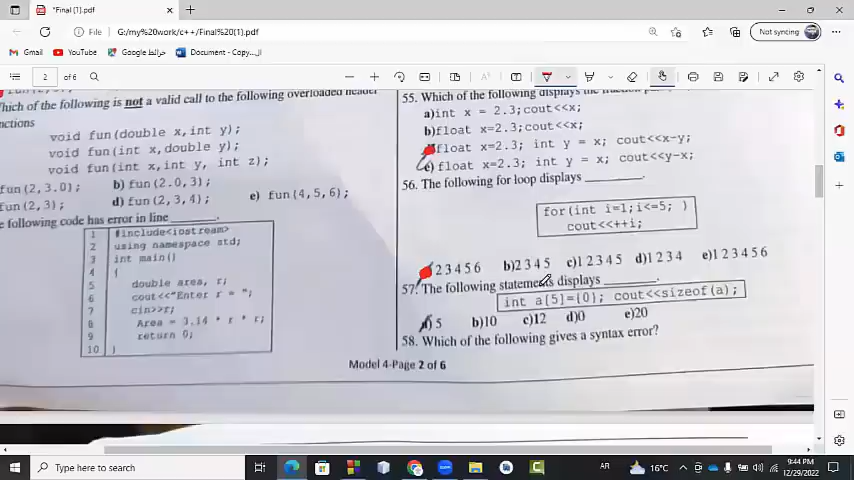 *Final [1].pdf
File
G:/my%20work/c++/Final%20(1).pdf
Not syncing
Gmail
YouTube
خرائط Google
Document - Copy....ال
2
of 6
which of the following is not a valid call to the following overloaded header
nctions
void fun(double x,int y);
void fun(int x,double y);
void fun(int x,int y, int z);
fun(2,3.0); b) fun(2.0,3);
fun(2,3); d) fun(2,3,4); e) fun(4,5,6);
e following code has error in line ______.
1 #include<iostream>
2 using namespace std;
3 int main()
4 {
5 double area, r;
6 cout<<"Enter r = ";
7 cin>>r;
8 Area = 3.14 * r * r;
9 return 0;
10 }
55. Which of the following displays the fraction
a)int x = 2.3;cout<<x;
b)float x=2.3;cout<<x;
float x=2.3; int y = x; cout<<x-y;
e) float x=2.3; int y = x; cout<<y-x;
56. The following for loop displays ______.
for(int i=1;i<=5; )
cout<<++i;
2 3 4 5 6 b)2 3 4 5 c)1 2 3 4 5 d)1 2 3 4 e)1 2 3 4 5 6
57. The following statements displays ______.
int a[5]={0}; cout<<sizeof(a);
a) 5 b)10 c)12 d)0 e)20
58. Which of the following gives a syntax error?
Model 4-Page 2 of 6
Type here to search
AR
16°C
9:44 PM
12/29/2022